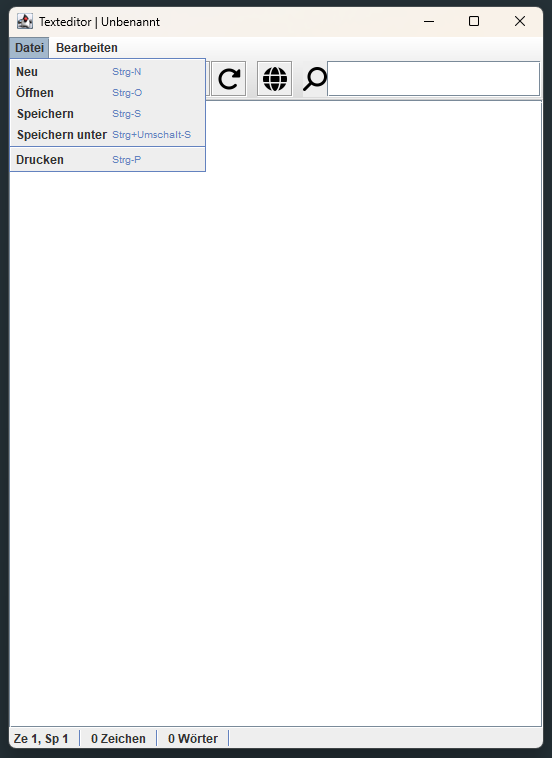 Texteditor | Unbenannt
Datei Bearbeiten
Neu Strg-N
Öffnen Strg-O
Speichern Strg-S
Speichern unter Strg+Umschalt-S
Drucken Strg-P
Ze 1, Sp 1 0 Zeichen 0 Wörter